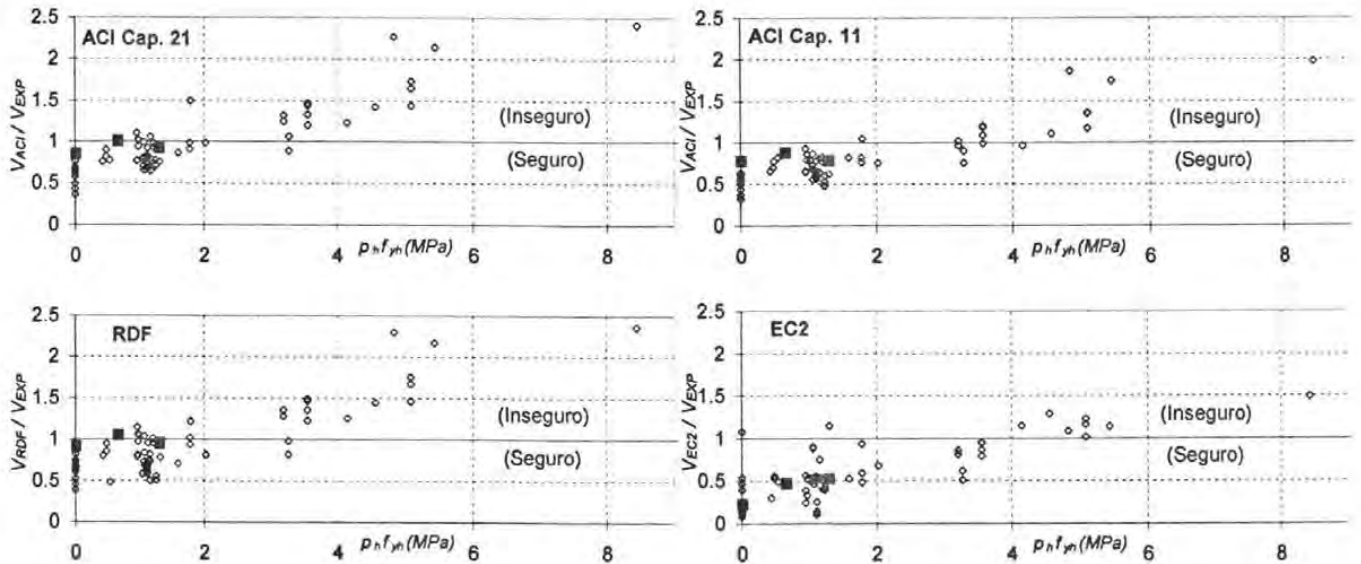 ACI Cap. 21
V_ACI / V_EXP
2.5
2
1.5
1
0.5
0
(Inseguro)
(Seguro)
0
2
4
6
8
p_h f_yh (MPa)
ACI Cap. 11
V_ACI / V_EXP
2.5
2
1.5
1
0.5
0
(Inseguro)
(Seguro)
0
2
4
6
8
p_h f_yh (MPa)
RDF
V_RDF / V_EXP
2.5
2
1.5
1
0.5
0
(Inseguro)
(Seguro)
0
2
4
6
8
p_h f_yh (MPa)
EC2
V_EC2 / V_EXP
2.5
2
1.5
1
0.5
0
(Inseguro)
(Seguro)
0
2
4
6
8
p_h f_yh (MPa)